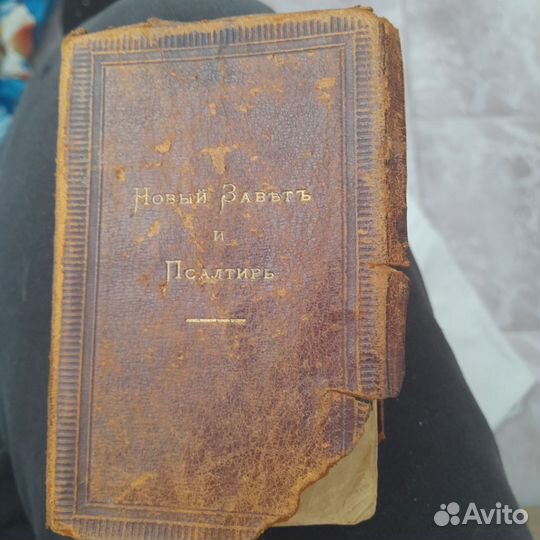 Новый Завѣтъ
и
Псалтирь
Avito